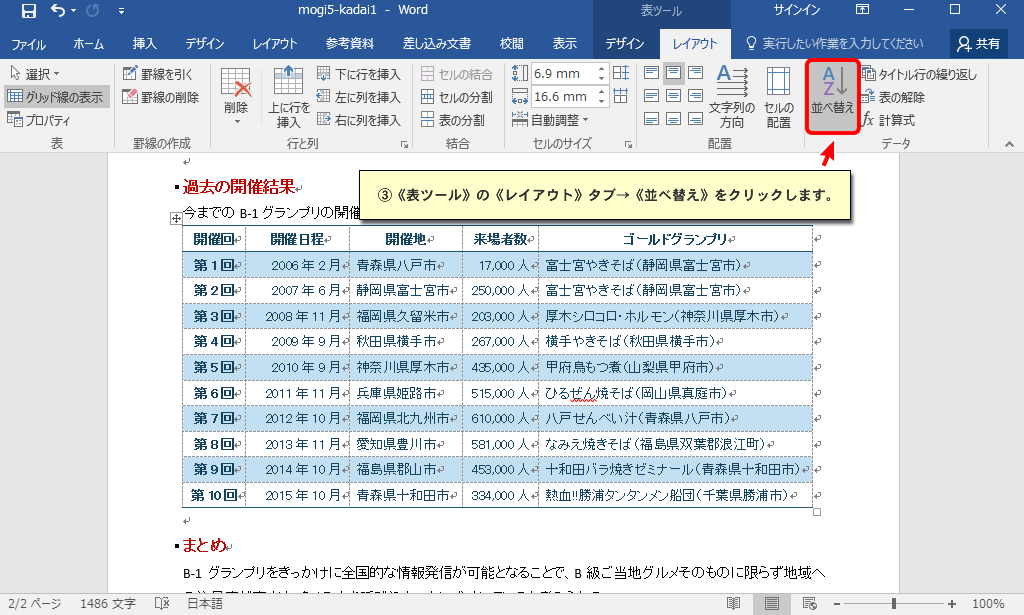 mogi5-kadai1 - Word
表ツール
サインイン
ファイル ホーム 挿入 デザイン レイアウト 参考資料 差し込み文書 校閲 表示 デザイン レイアウト 実行したい作業を入力してください 共有
選択 罫線を引く 下に行を挿入 セルの結合 6.9 mm タイトル行の繰り返し
グリッド線の表示 罫線の削除 削除 上に行を挿入 左に列を挿入 セルの分割 16.6 mm 文字列の方向 セルの配置 並べ替え 表の解除
プロパティ 右に列を挿入 表の分割 自動調整 fx 計算式
表 罫線の作成 行と列 結合 セルのサイズ 配置 データ
過去の開催結果
③《表ツール》の《レイアウト》タブ→《並べ替え》をクリックします。
今までの B-1 グランプリの開催
開催回 開催日程 開催地 来場者数 ゴールドグランプリ
第 1 回 2006 年 2 月 青森県八戸市 17,000 人 富士宮やきそば(静岡県富士宮市)
第 2 回 2007 年 6 月 静岡県富士宮市 250,000 人 富士宮やきそば(静岡県富士宮市)
第 3 回 2008 年 11 月 福岡県久留米市 203,000 人 厚木シロコロ・ホルモン(神奈川県厚木市)
第 4 回 2009 年 9 月 秋田県横手市 267,000 人 横手やきそば(秋田県横手市)
第 5 回 2010 年 9 月 神奈川県厚木市 435,000 人 甲府鳥もつ煮(山梨県甲府市)
第 6 回 2011 年 11 月 兵庫県姫路市 515,000 人 ひるぜん焼そば(岡山県真庭市)
第 7 回 2012 年 10 月 福岡県北九州市 610,000 人 八戸せんべい汁(青森県八戸市)
第 8 回 2013 年 11 月 愛知県豊川市 581,000 人 なみえ焼きそば(福島県双葉郡浪江町)
第 9 回 2014 年 10 月 福島県郡山市 453,000 人 十和田バラ焼きゼミナール(青森県十和田市)
第 10 回 2015 年 10 月 青森県十和田市 334,000 人 熱血!!勝浦タンタンメン船団(千葉県勝浦市)
まとめ
B-1 グランプリをきっかけに全国的な情報発信が可能となることで、B 級ご当地グルメそのものに限らず地域へ
2/2 ページ 1486 文字 日本語 100%